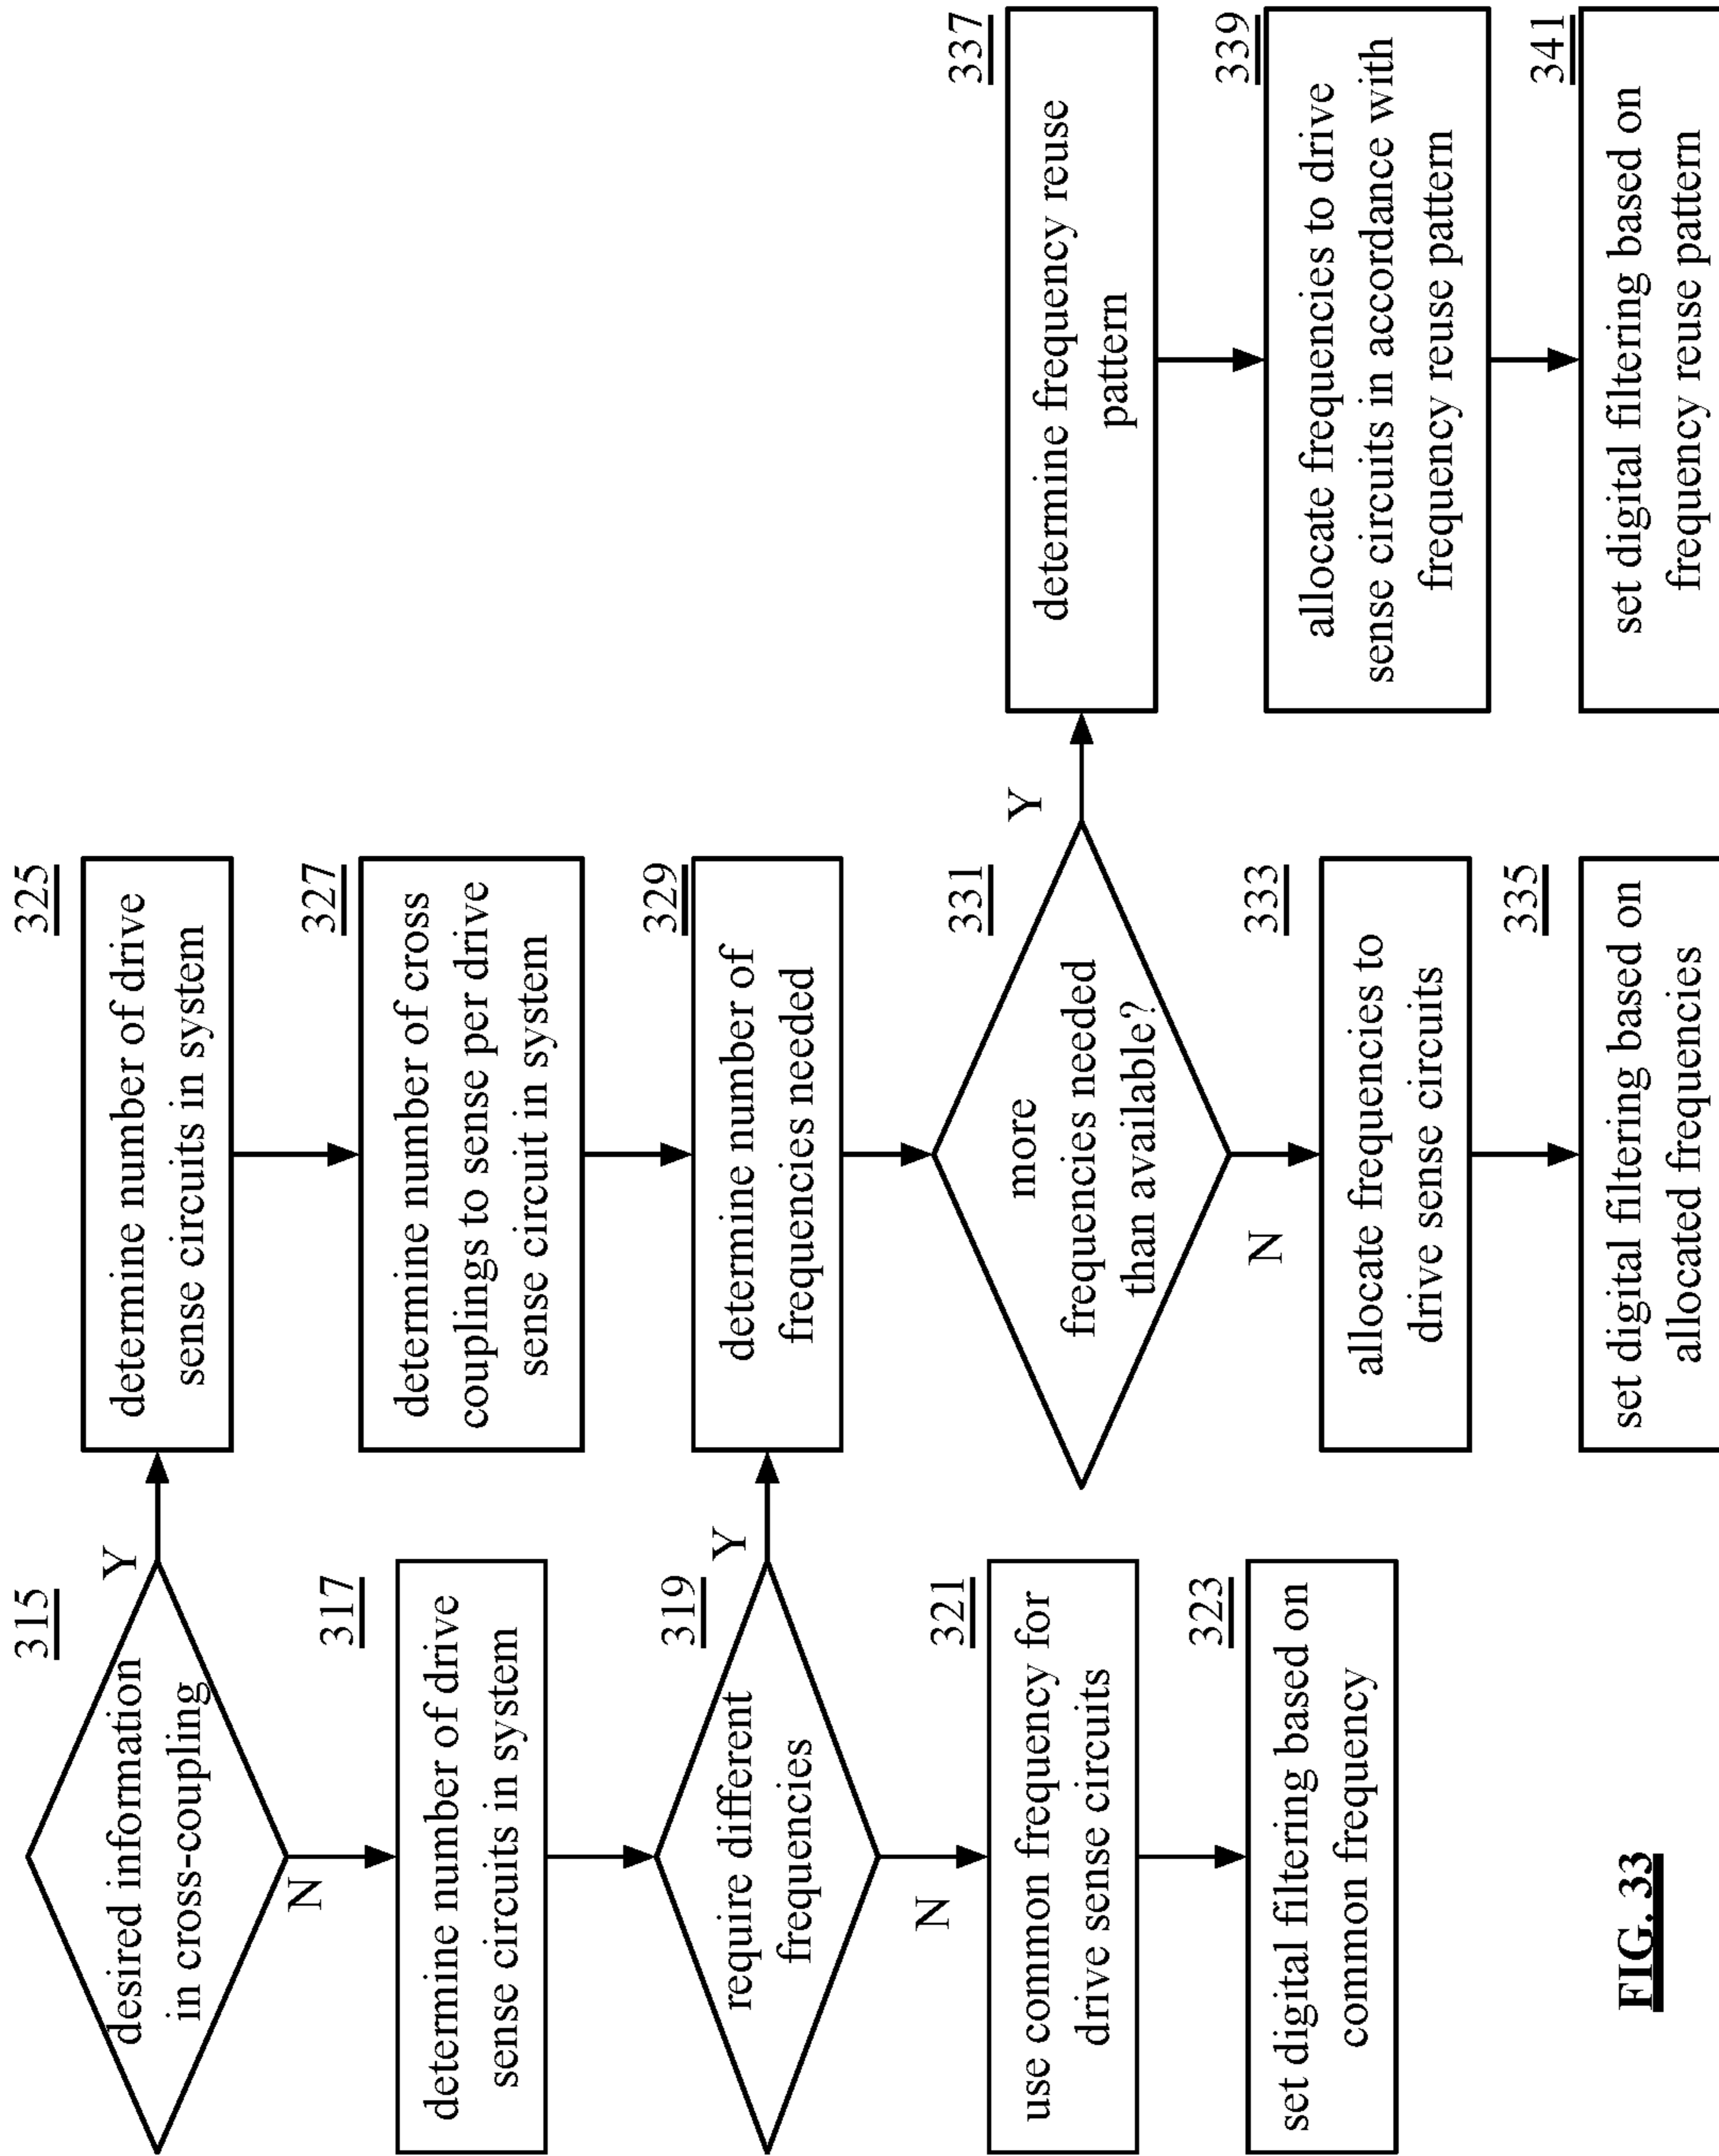 315
desired information
in cross-coupling
Y
N
317
determine number of drive
sense circuits in system
319
require different
frequencies
Y
N
321
use common frequency for
drive sense circuits
323
set digital filtering based on
common frequency
325
determine number of drive
sense circuits in system
327
determine number of cross
couplings to sense per drive
sense circuit in system
329
determine number of
frequencies needed
331
more
frequencies needed
than available?
Y
N
333
allocate frequencies to
drive sense circuits
335
set digital filtering based on
allocated frequencies
337
determine frequency reuse
pattern
339
allocate frequencies to drive
sense circuits in accordance with
frequency reuse pattern
341
set digital filtering based on
frequency reuse pattern
FIG. 33